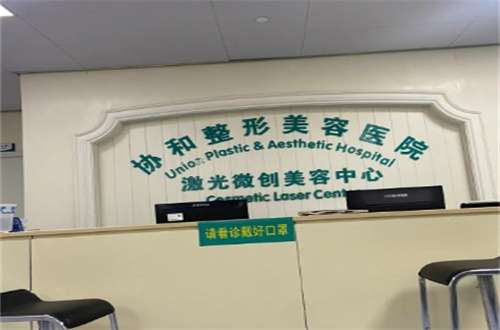 协和整形美容医院
Union Plastic & Aesthetic Hospital
激光微创美容中心
Cosmetic Laser Cent
请看诊戴好口罩